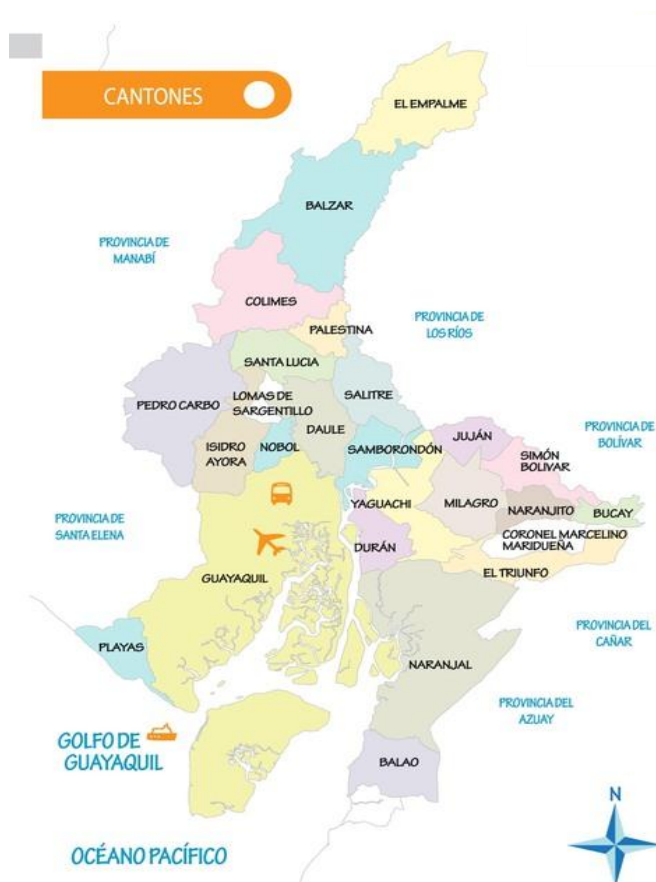 CANTONES
EL EMPALME
BALZAR
PROVINCIA DE
MANABÍ
COLIMES
PALESTINA
PROVINCIA DE
LOS RÍOS
SANTA LUCIA
PEDRO CARBO
LOMAS DE
SARGENTILLO
SALITRE
DAULE
ISIDRO
AYORA
NOBOL
SAMBORONDÓN
JUJÁN
PROVINCIA DE
BOLÍVAR
SIMÓN
BOLIVAR
YAGUACHI
MILAGRO
NARANJITO
BUCAY
PROVINCIA DE
SANTA ELENA
CORONEL MARCELINO
MARIDUEÑA
DURÁN
EL TRIUNFO
GUAYAQUIL
PROVINCIA DEL
CAÑAR
PLAYAS
NARANJAL
PROVINCIA DEL
AZUAY
GOLFO DE
GUAYAQUIL
BALAO
N
OCÉANO PACÍFICO